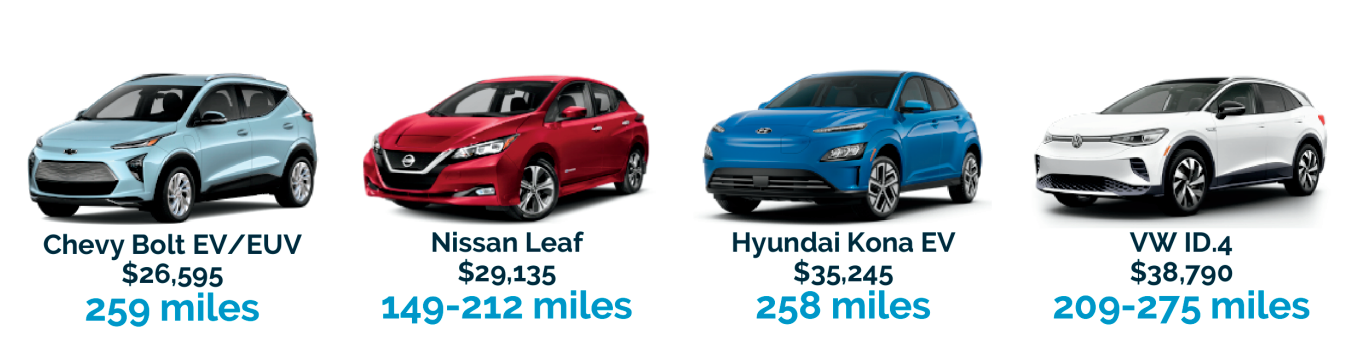 Chevy Bolt EV/EUV
$26,595
259 miles
Nissan Leaf
$29,135
149-212 miles
Hyundai Kona EV
$35,245
258 miles
VW ID.4
$38,790
209-275 miles